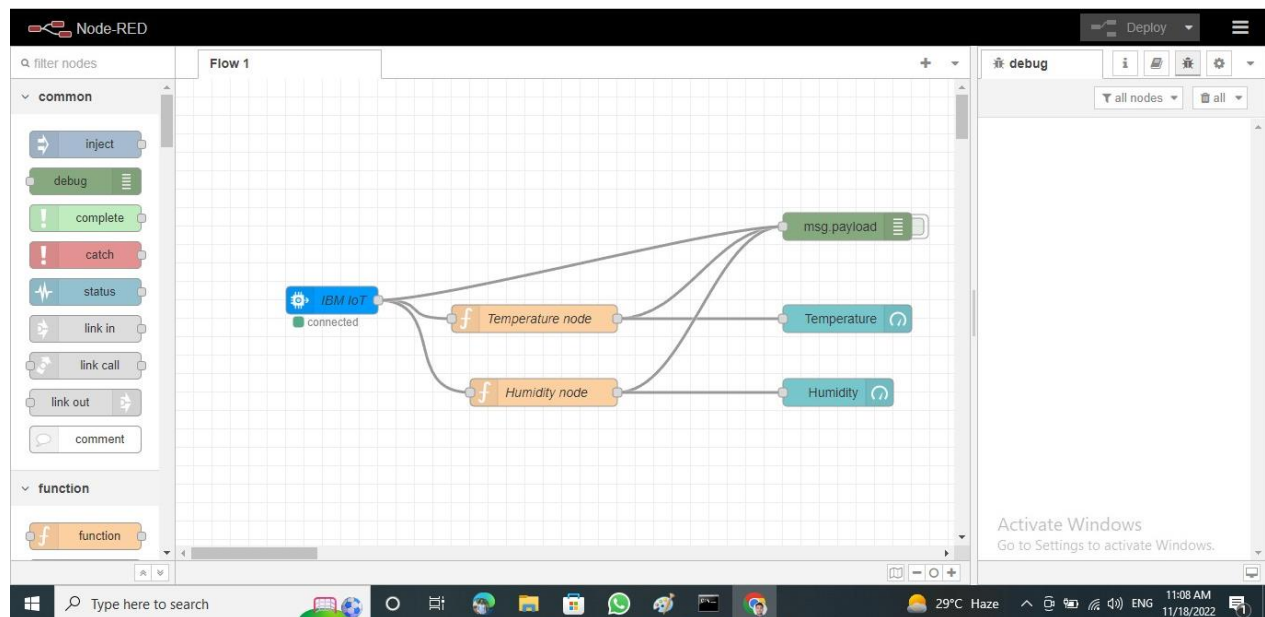 Node-RED
Deploy
filter nodes
Flow 1
debug
i
all nodes
all
common
inject
debug
complete
catch
status
link in
link call
link out
comment
function
function
IBM IoT
connected
Temperature node
Humidity node
msg.payload
Temperature
Humidity
Activate Windows
Go to Settings to activate Windows.
Type here to search
29°C Haze
ENG
11:08 AM
11/18/2022